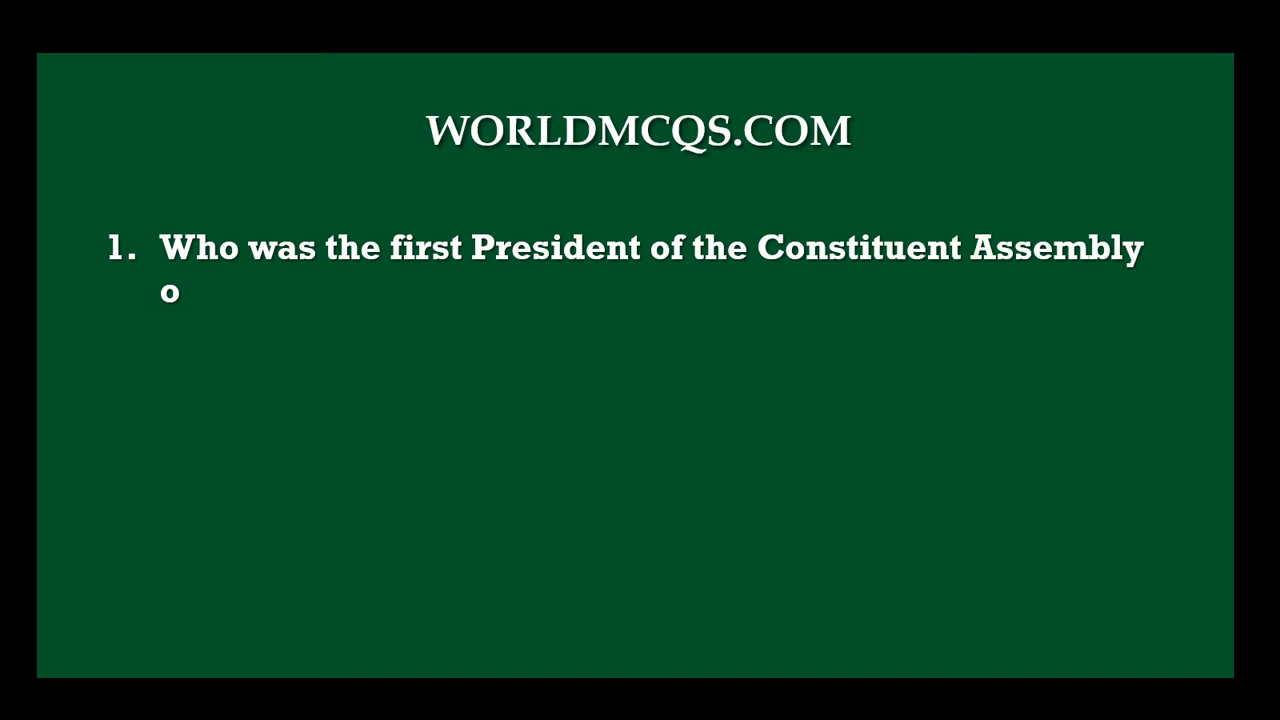 WORLDMCQS.COM
1. Who was the first President of the Constituent Assembly
o